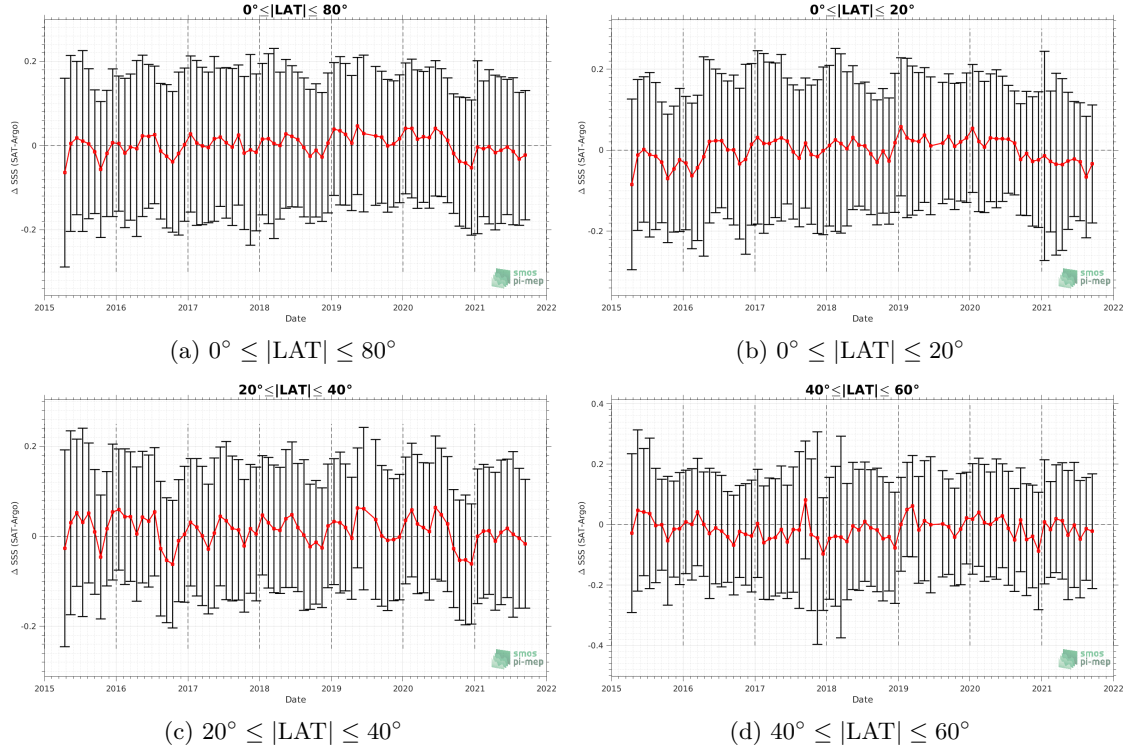 0°≤|LAT|≤ 80°
Δ SSS (SAT-Argo)
0.2
0
-0.2
2015 2016 2017 2018 2019 2020 2021 2022
Date
smos
pi-mep
(a) 0° ≤ |LAT| ≤ 80°
0°≤|LAT|≤ 20°
Δ SSS (SAT-Argo)
0.2
0
-0.2
2015 2016 2017 2018 2019 2020 2021 2022
Date
smos
pi-mep
(b) 0° ≤ |LAT| ≤ 20°
20°≤|LAT|≤ 40°
Δ SSS (SAT-Argo)
0.2
0
-0.2
2015 2016 2017 2018 2019 2020 2021 2022
Date
smos
pi-mep
(c) 20° ≤ |LAT| ≤ 40°
40°≤|LAT|≤ 60°
Δ SSS (SAT-Argo)
0.4
0.2
0
-0.2
-0.4
2015 2016 2017 2018 2019 2020 2021 2022
Date
smos
pi-mep
(d) 40° ≤ |LAT| ≤ 60°